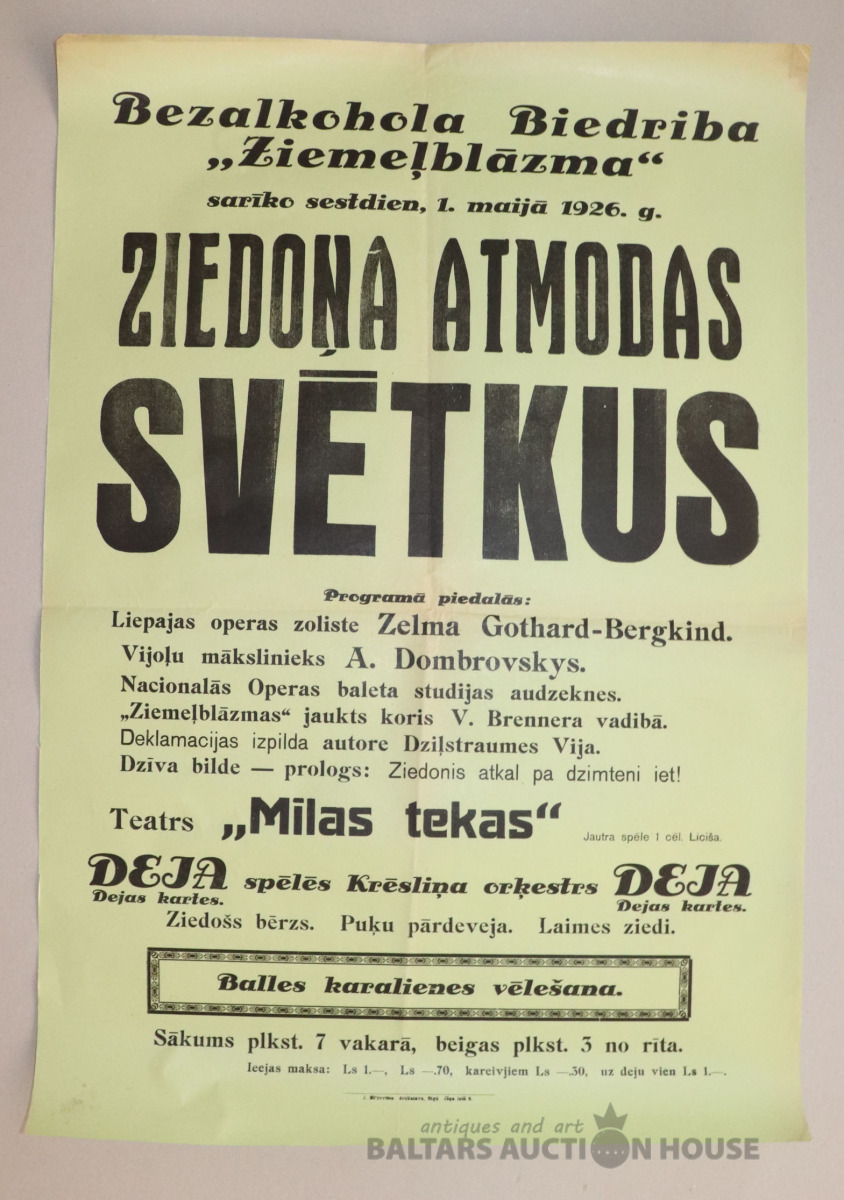 Bezalkohola Biedriba
„Ziemeļblāzma“
sarīko sestdien, 1. maijā 1926. g.
ZIEDOŅA ATMODAS
SVĒTKUS
Programā piedalās:
Liepajas operas zoliste Zelma Gothard-Bergkind.
Vijoļu mākslinieks A. Dombrovskys.
Nacionalās Operas baleta studijas audzeknes.
„Ziemeļblāzmas“ jaukts koris V. Brennera vadibā.
Deklamacijas izpilda autore Dziļstraumes Vija.
Dzīva bilde — prologs: Ziedonis atkal pa dzimteni iet!
Teatrs „Mīlas tekas“ Jautra spēle 1 cēl. Liciša.
DEJA spēlēs Krēsliņa orķestrs DEJA
Dejas kartes. Dejas kartes.
Ziedošs bērzs. Puķu pārdeveja. Laimes ziedi.
Balles karalienes vēlešana.
Sākums plkst. 7 vakarā, beigas plkst. 3 no rīta.
Ieejas maksa: Ls 1.—, Ls —.70, kareivjiem Ls —.30, uz deju vien Ls 1.—.
antiques and art
BALTARS AUCTION HOUSE